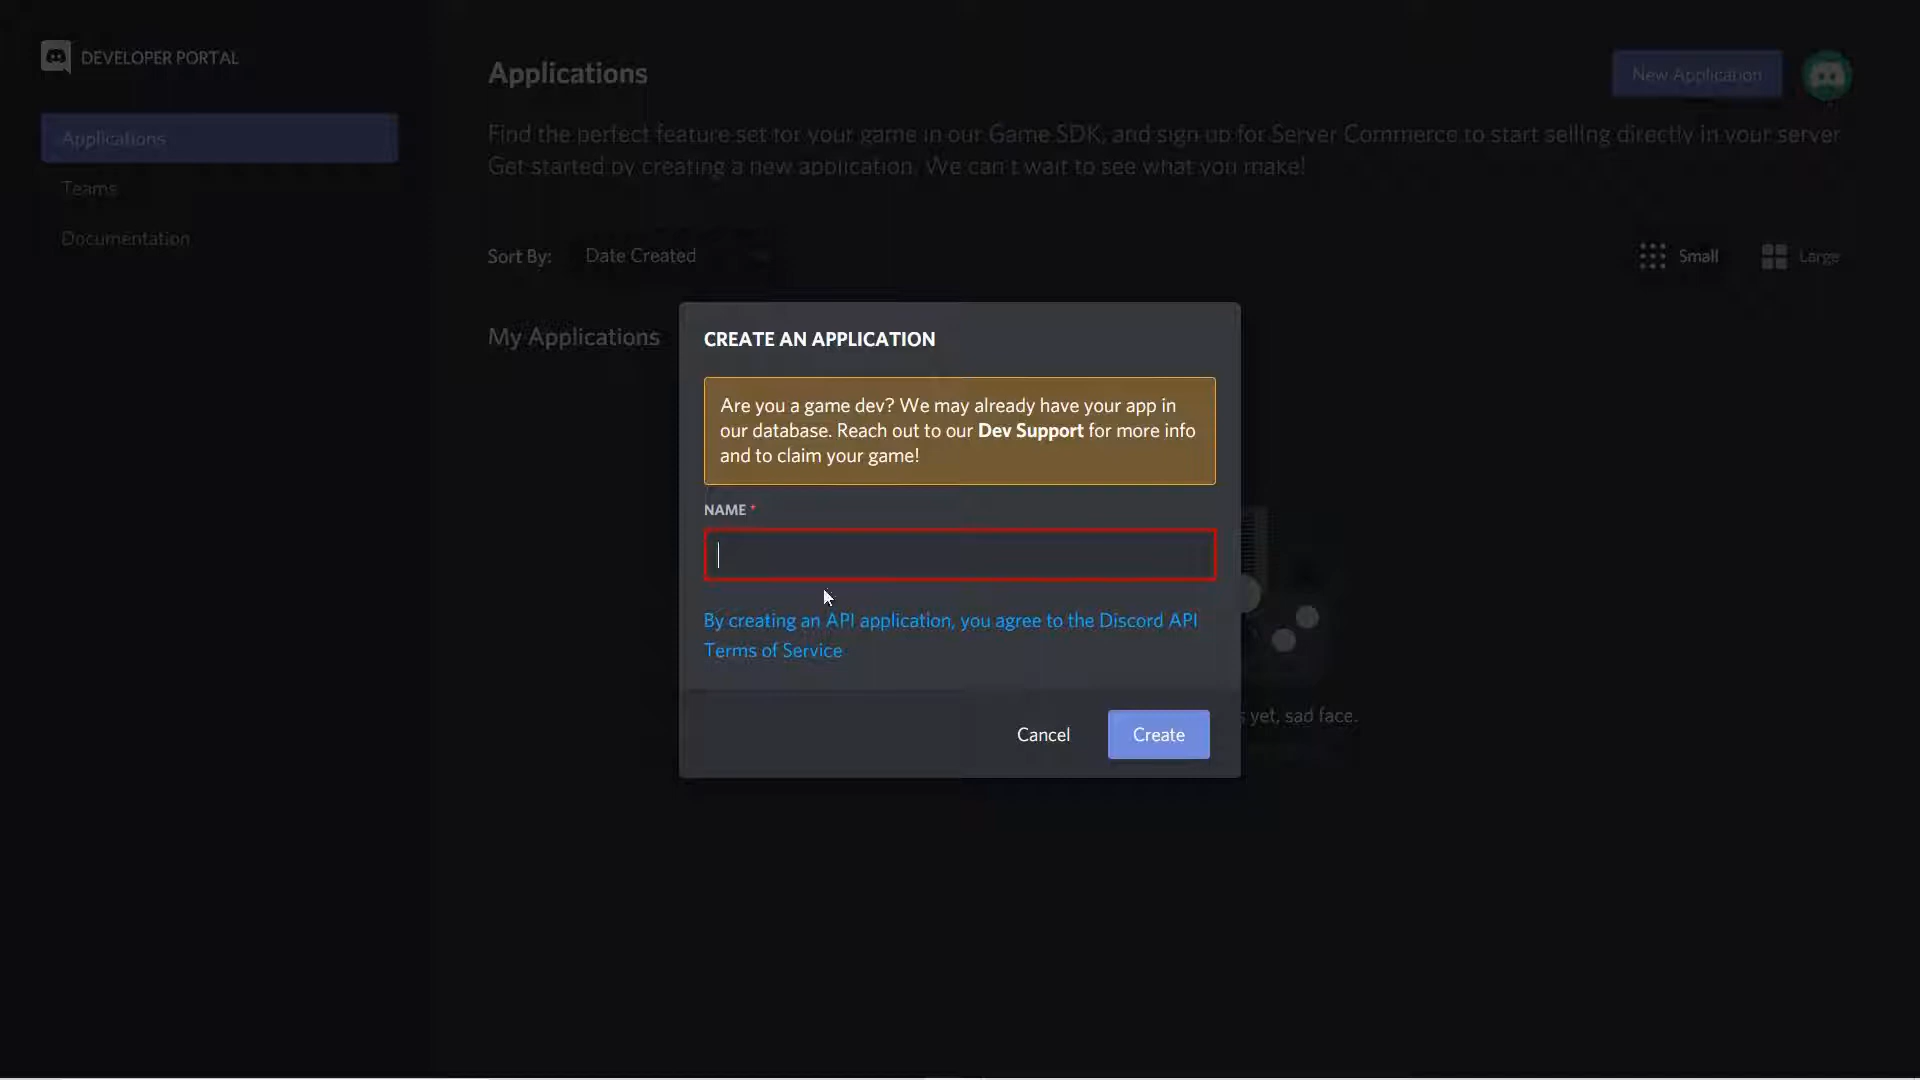 DEVELOPER PORTAL
Applications
Teams
Documentation
Applications
New Application
Find the perfect feature set for your game in our Game SDK, and sign up for Server Commerce to start selling directly in your server
Get started by creating a new application. We can't wait to see what you make!
Sort By: Date Created
Small
Large
My Applications
CREATE AN APPLICATION
Are you a game dev? We may already have your app in
our database. Reach out to our Dev Support for more info
and to claim your game!
NAME *
By creating an API application, you agree to the Discord API
Terms of Service
yet, sad face.
Cancel
Create